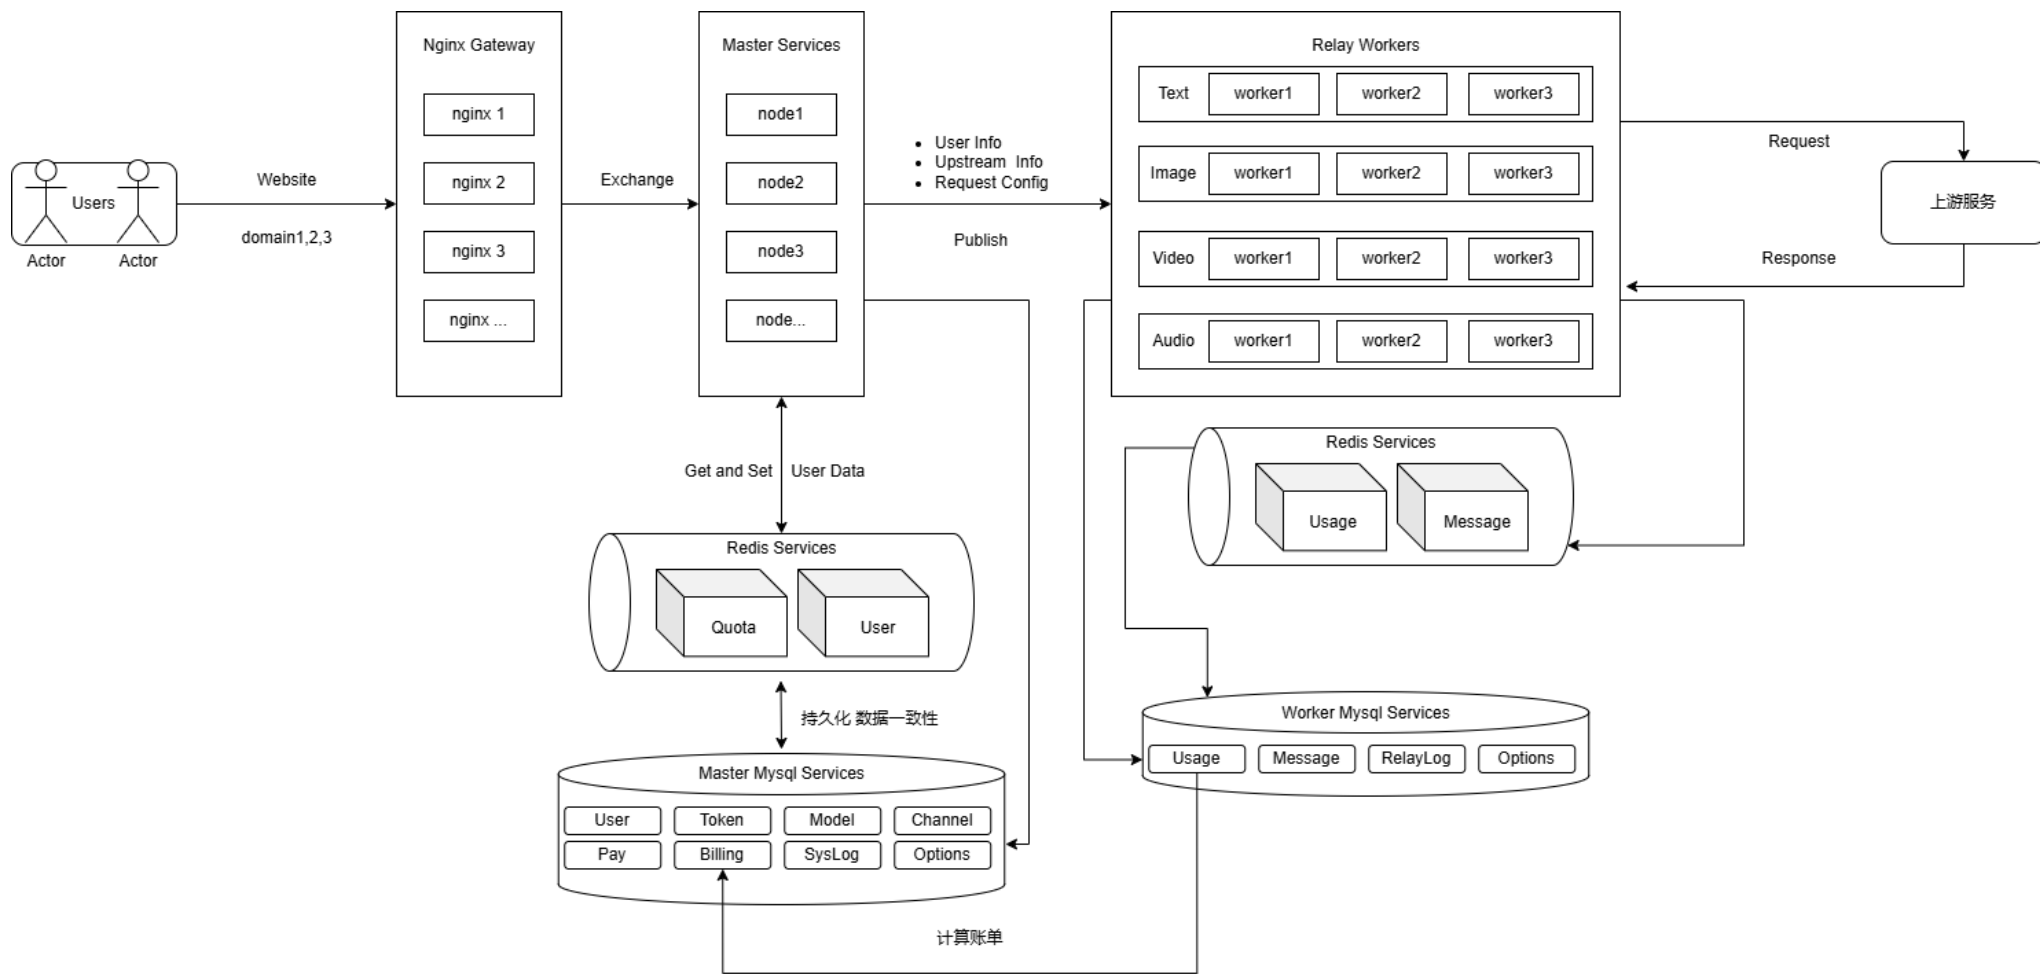 Nginx Gateway
nginx 1
nginx 2
nginx 3
nginx ...
Master Services
node1
node2
node3
node...
Relay Workers
Text worker1 worker2 worker3
Image worker1 worker2 worker3
Video worker1 worker2 worker3
Audio worker1 worker2 worker3
Users
Actor Actor
Website
domain1,2,3
Exchange
• User Info
• Upstream Info
• Request Config
Publish
Request
上游服务
Response
Get and Set User Data
Redis Services
Quota User
持久化 数据一致性
Master Mysql Services
User Token Model Channel
Pay Billing SysLog Options
Redis Services
Usage Message
Worker Mysql Services
Usage Message RelayLog Options
计算账单